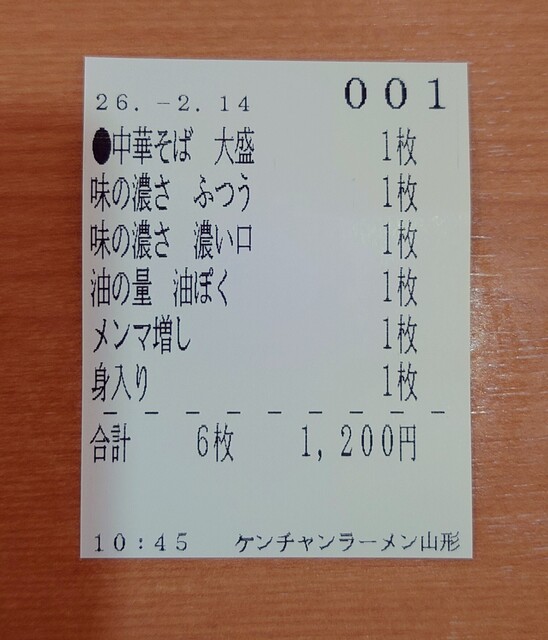 26.-2.14 001
●中華そば 大盛 1枚
味の濃さ ふつう 1枚
味の濃さ 濃い口 1枚
油の量 油ぽく 1枚
メンマ増し 1枚
身入り 1枚
合計 6枚 1,200円
10:45 ケンチャンラーメン山形